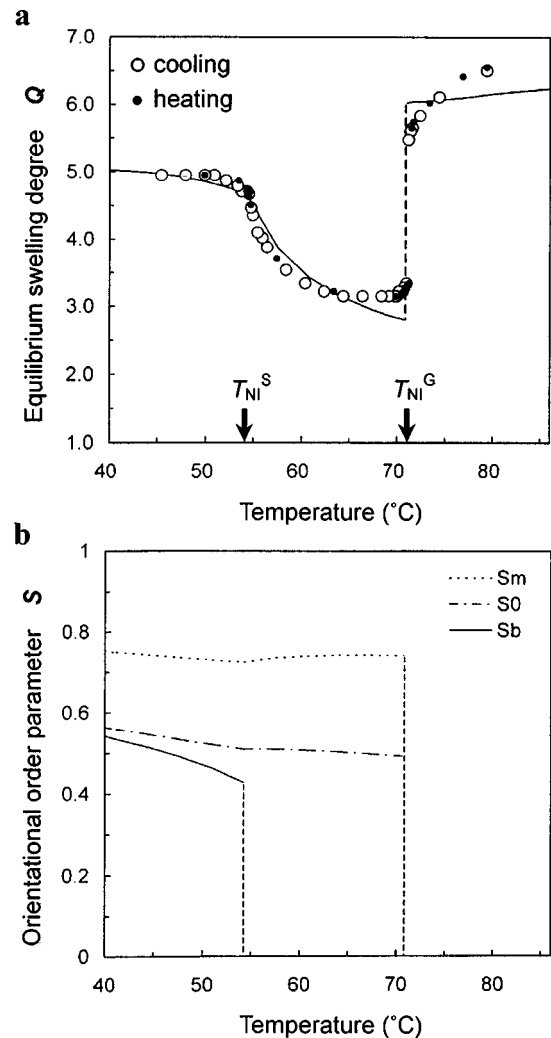 a
Equilibrium swelling degree Q
7.0
6.0
5.0
4.0
3.0
2.0
1.0
cooling
heating
TNI^S
TNI^G
40 50 60 70 80
Temperature (°C)
b
Orientational order parameter S
1
0.8
0.6
0.4
0.2
0
Sm
S0
Sb
40 50 60 70 80
Temperature (°C)